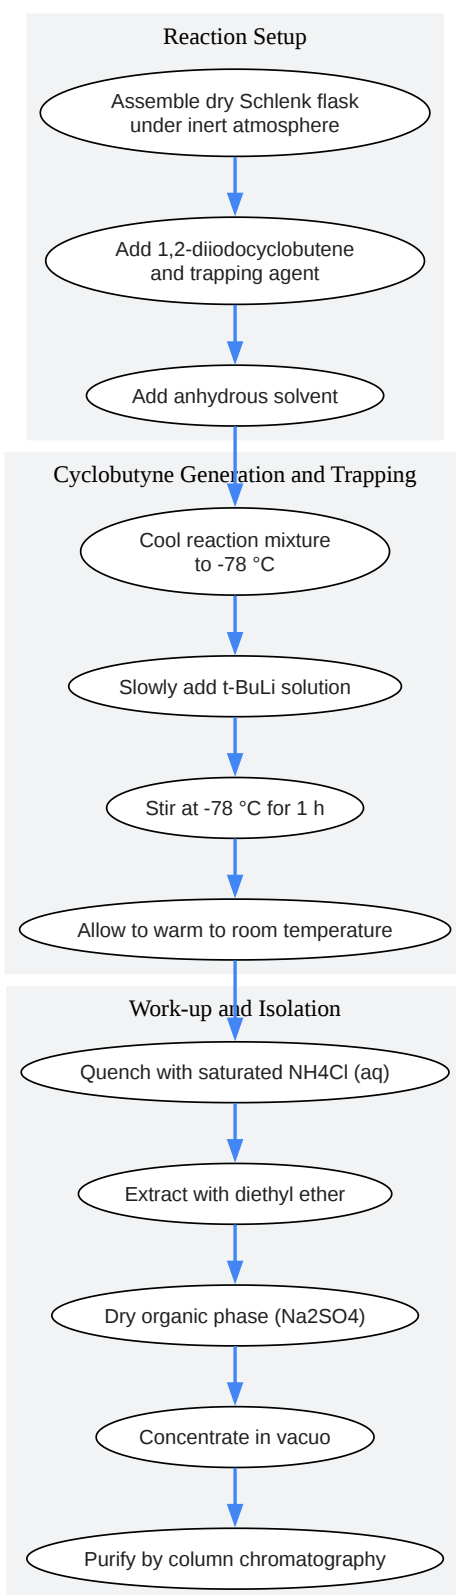 Reaction Setup
Assemble dry Schlenk flask
under inert atmosphere
Add 1,2-diiodocyclobutene
and trapping agent
Add anhydrous solvent
Cyclobutyne Generation and Trapping
Cool reaction mixture
to -78 °C
Slowly add t-BuLi solution
Stir at -78 °C for 1 h
Allow to warm to room temperature
Work-up and Isolation
Quench with saturated NH4Cl (aq)
Extract with diethyl ether
Dry organic phase (Na2SO4)
Concentrate in vacuo
Purify by column chromatography